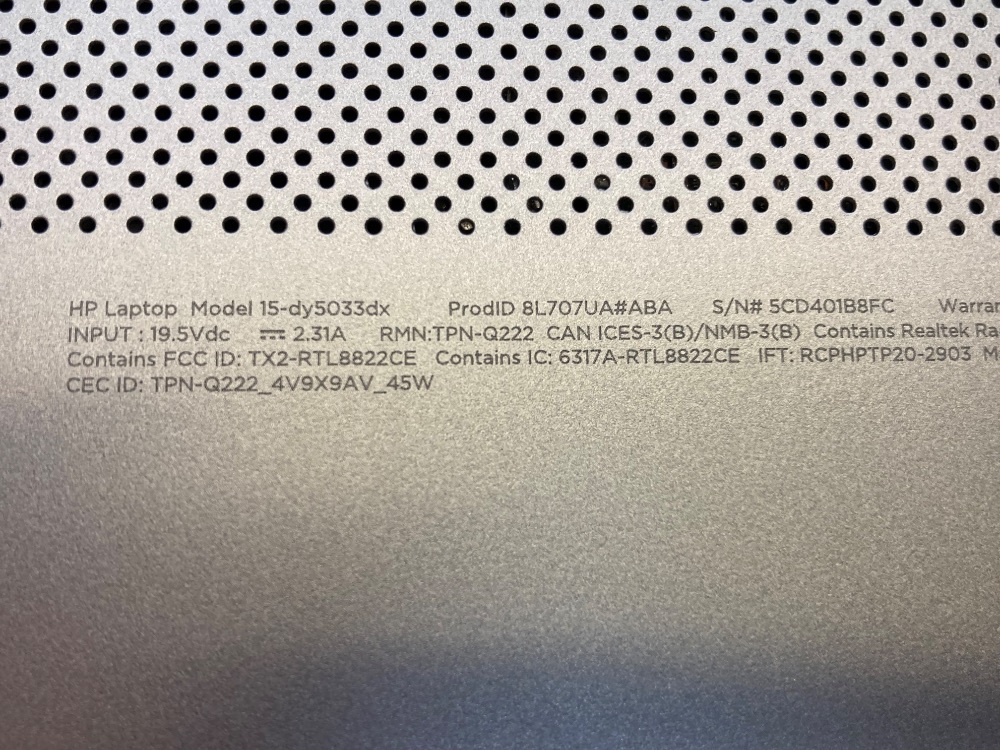 HP Laptop Model 15-dy5033dx ProdID 8L707UA#ABA S/N# 5CD401B8FC
INPUT : 19.5Vdc ⎓ 2.31A RMN:TPN-Q222 CAN ICES-3(B)/NMB-3(B) Contains Realtek
Contains FCC ID: TX2-RTL8822CE Contains IC: 6317A-RTL8822CE IFT: RCPHPTP20-2903
CEC ID: TPN-Q222_4V9X9AV_45W